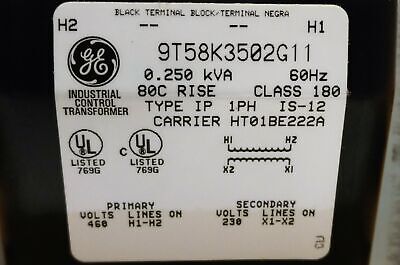 BLACK TERMINAL BLOCK/TERMINAL NEGRA
H2 -- -- H1
GE
INDUSTRIAL
CONTROL
TRANSFORMER
9T58K3502G11
0.250 kVA 60Hz
80C RISE CLASS 180
TYPE IP 1PH IS-12
CARRIER HT01BE222A
UL
LISTED
769G
C UL
LISTED
769G
H1 H2
X2 X1
PRIMARY
VOLTS LINES ON
460 H1-H2
SECONDARY
VOLTS LINES ON
230 X1-X2
CU